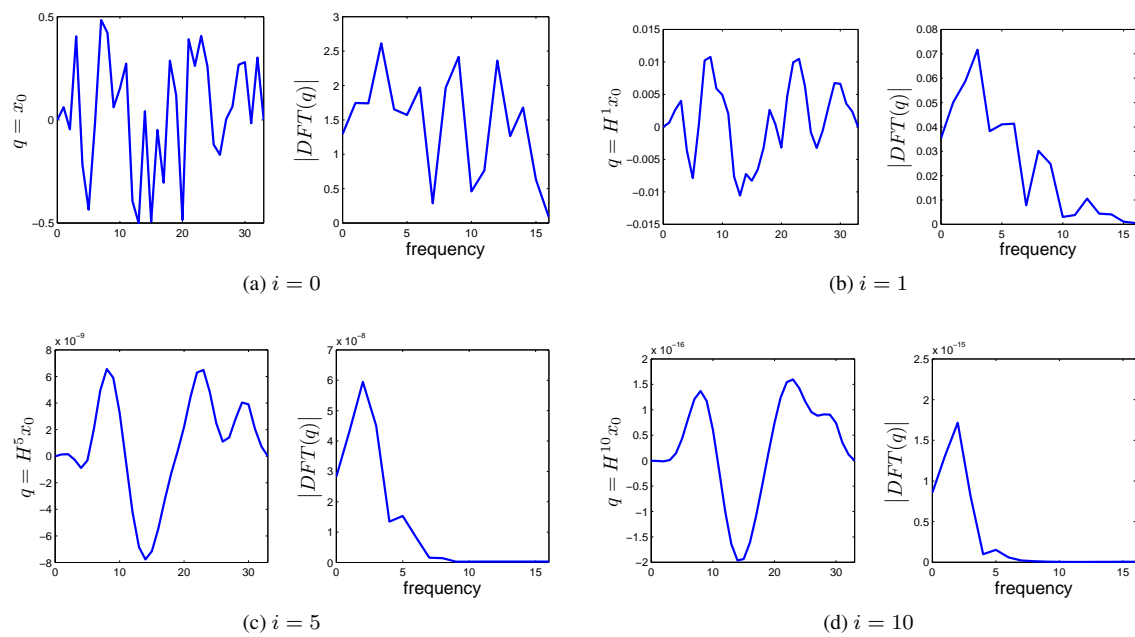 0.5
0
−0.5
0 10 20 30
q = x₀
3
2.5
2
1.5
1
0.5
0
0 5 10 15
frequency
|DFT(q)|
(a) i = 0
0.015
0.01
0.005
0
−0.005
−0.01
−0.015
0 10 20 30
q = H¹x₀
0.08
0.07
0.06
0.05
0.04
0.03
0.02
0.01
0
0 5 10 15
frequency
|DFT(q)|
(b) i = 1
x 10⁻⁹
8
6
4
2
0
−2
−4
−6
−8
0 10 20 30
q = H⁵x₀
x 10⁻⁸
7
6
5
4
3
2
1
0
0 5 10 15
frequency
|DFT(q)|
(c) i = 5
x 10⁻¹⁶
2
1.5
1
0.5
0
−0.5
−1
−1.5
−2
0 10 20 30
q = H¹⁰x₀
x 10⁻¹⁵
2.5
2
1.5
1
0.5
0
0 5 10 15
frequency
|DFT(q)|
(d) i = 10